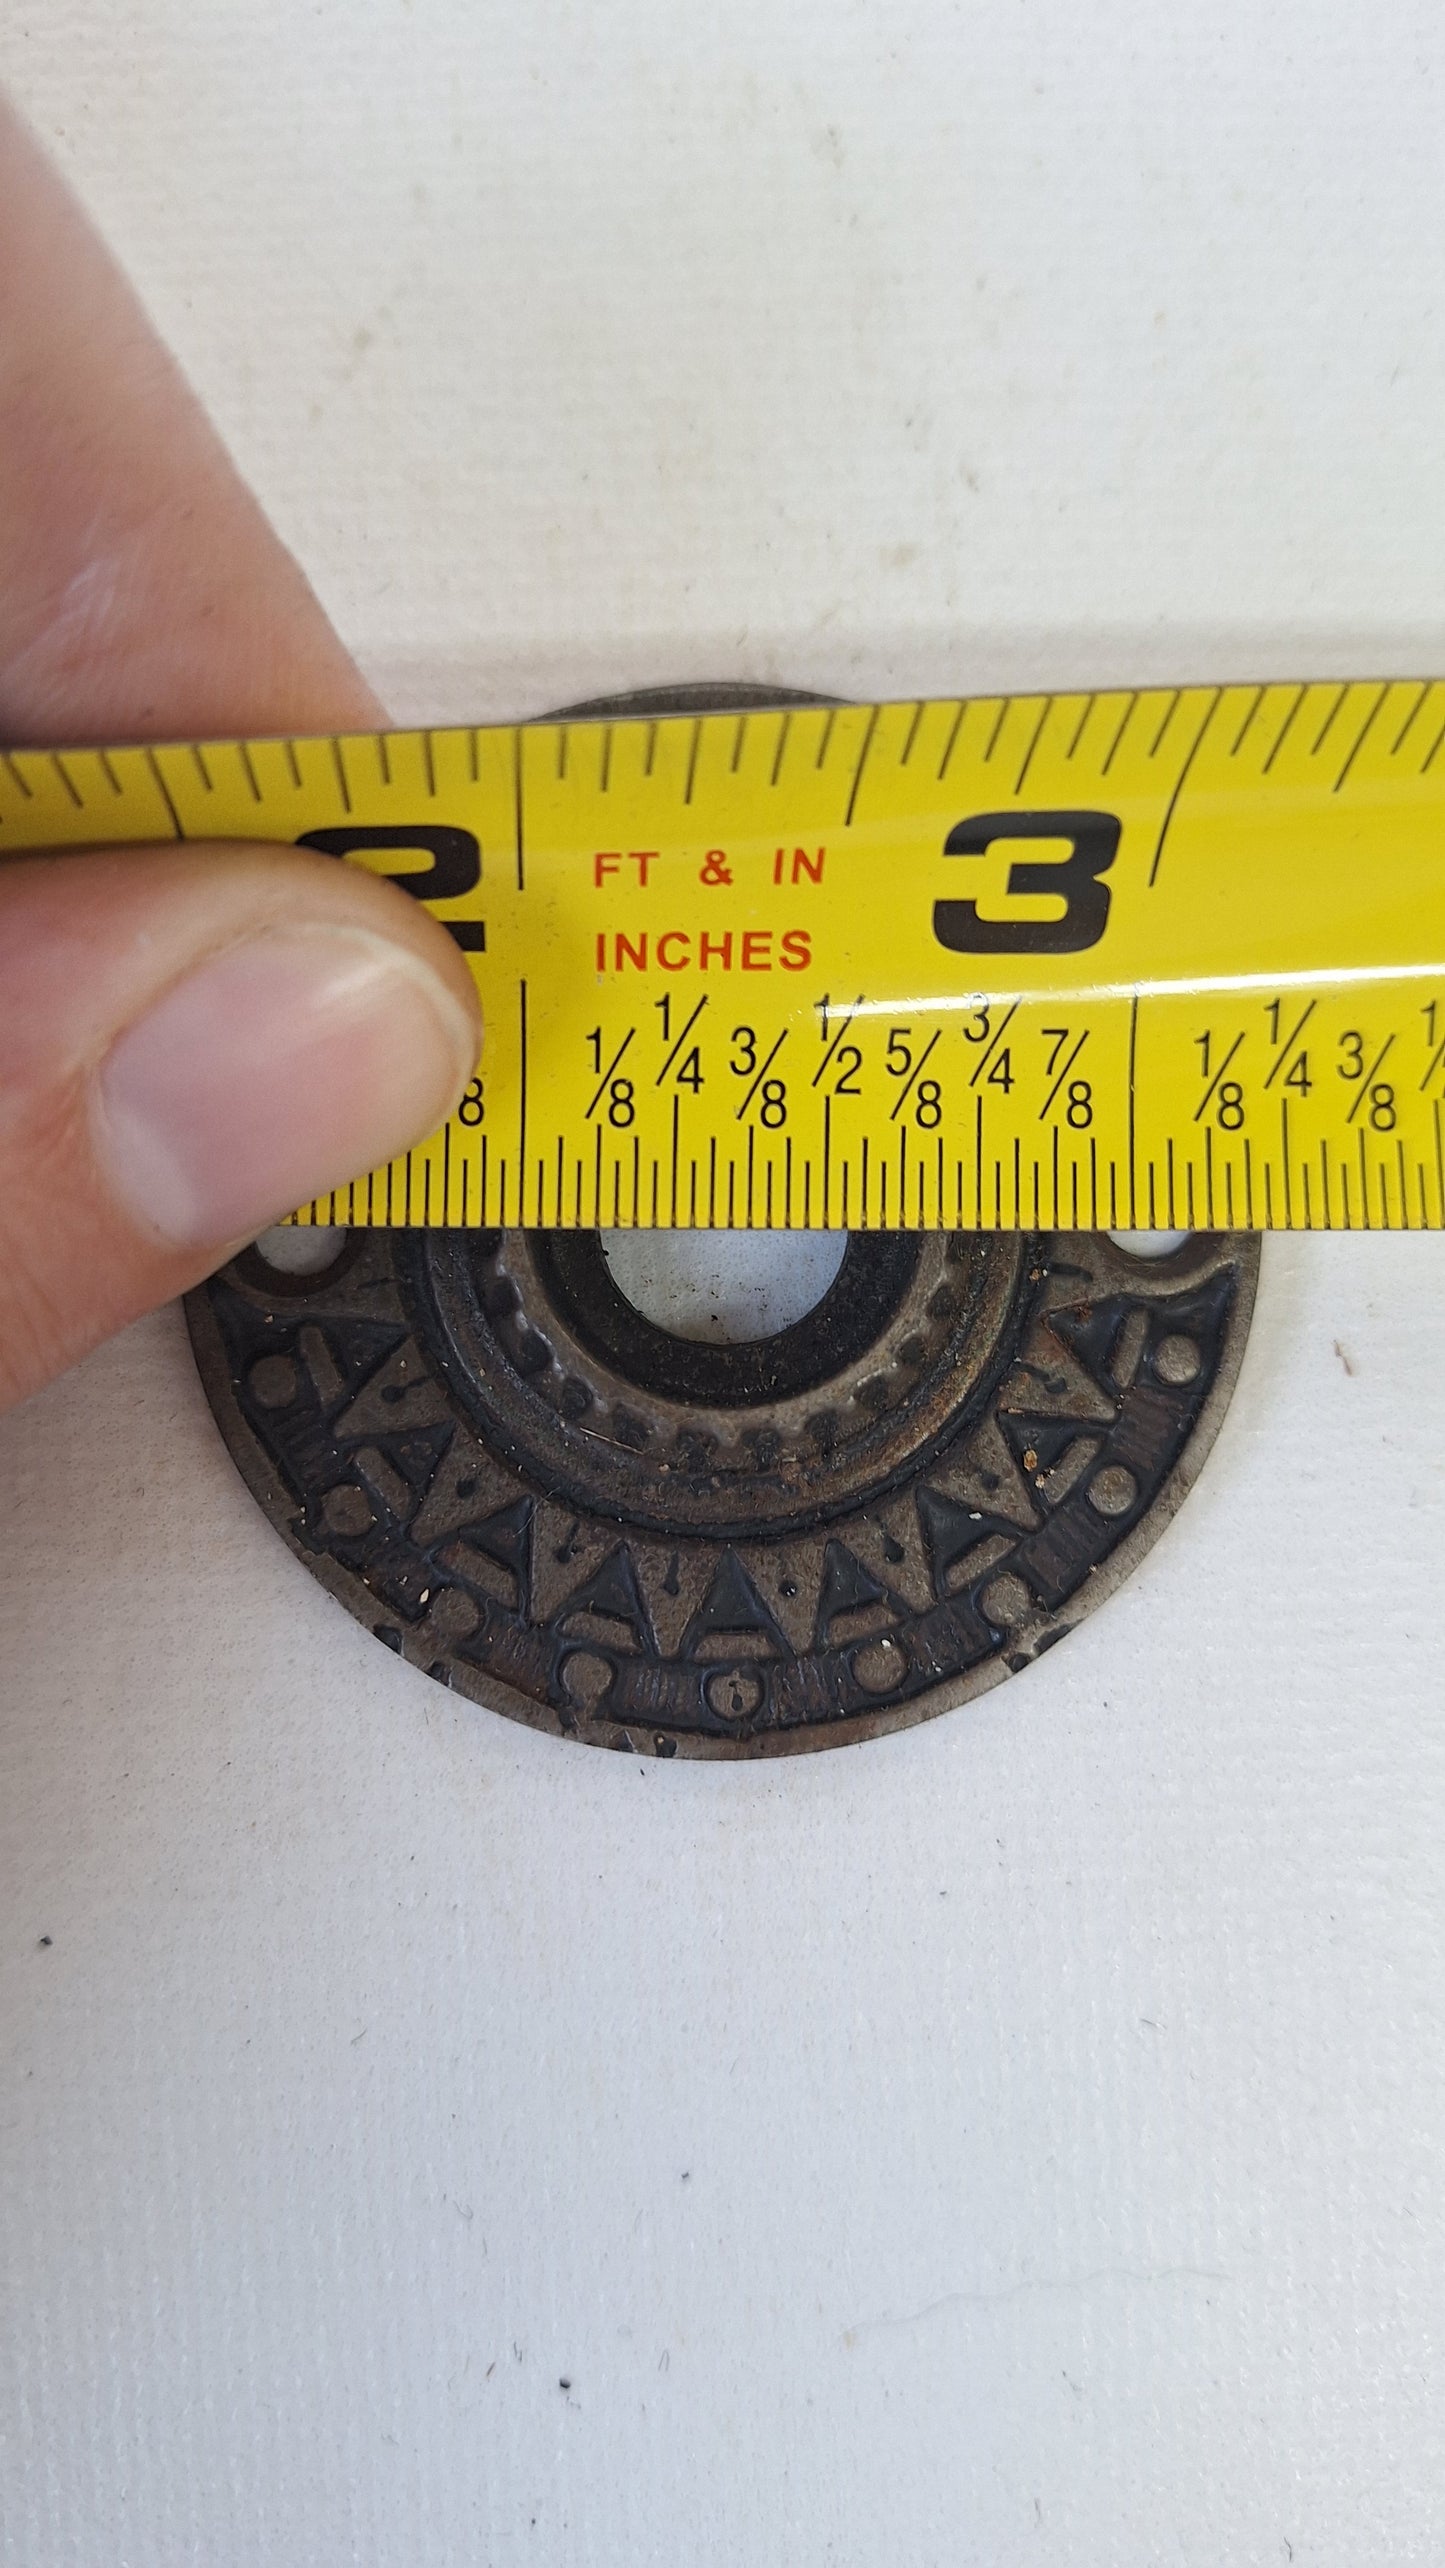 2 FT & IN 3
INCHES
8 1/8 1/4 3/8 1/2 5/8 3/4 7/8 1/8 1/4 3/8